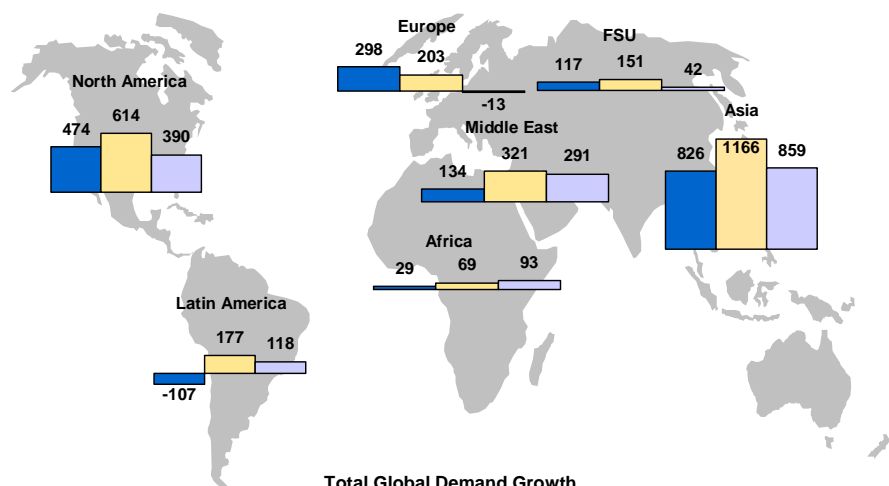 Europe
298
203
-13
FSU
117
151
42
North America
474
614
390
Asia
826
1166
859
Middle East
134
321
291
Africa
29
69
93
Latin America
-107
177
118
Total Global Demand Growth